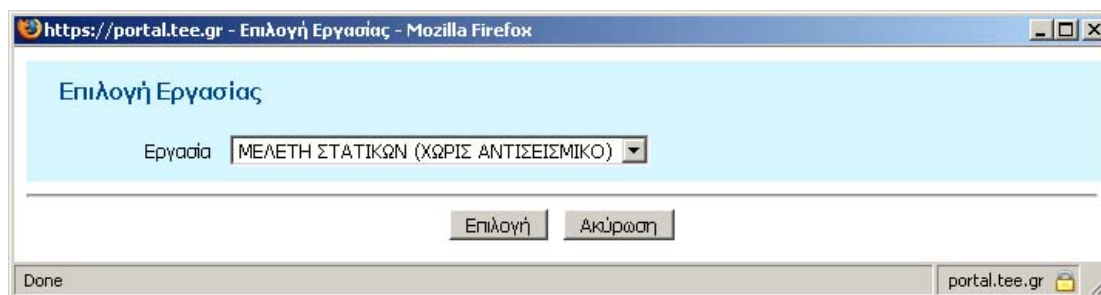 https://portal.tee.gr - Επιλογή Εργασίας - Mozilla Firefox
Επιλογή Εργασίας
Εργασία ΜΕΛΕΤΗ ΣΤΑΤΙΚΩΝ (ΧΩΡΙΣ ΑΝΤΙΣΕΙΣΜΙΚΟ)
Επιλογή Ακύρωση
Done portal.tee.gr